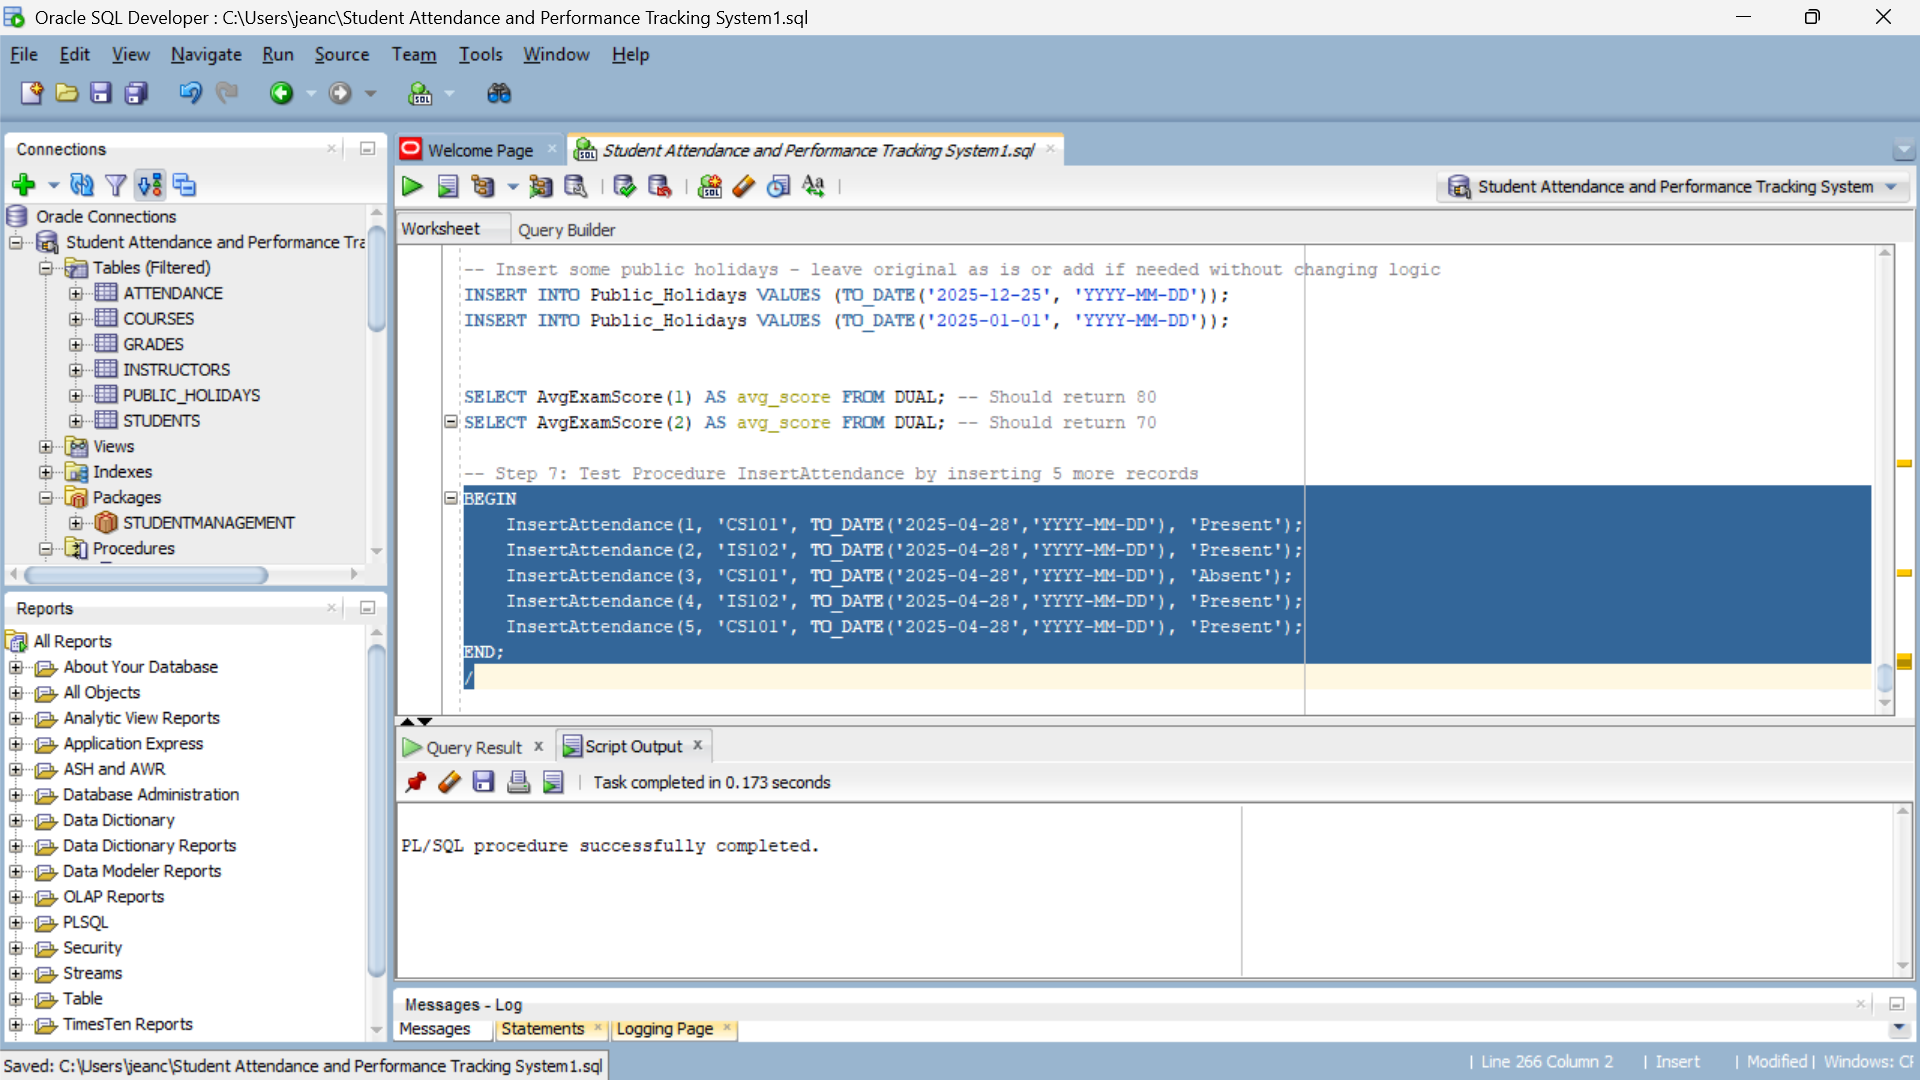 Oracle SQL Developer : C:\Users\jeanc\Student Attendance and Performance Tracking System1.sql
File Edit View Navigate Run Source Team Tools Window Help
Connections
Oracle Connections
Student Attendance and Performance Tra
Tables (Filtered)
ATTENDANCE
COURSES
GRADES
INSTRUCTORS
PUBLIC_HOLIDAYS
STUDENTS
Views
Indexes
Packages
STUDENTMANAGEMENT
Procedures
Reports
All Reports
About Your Database
All Objects
Analytic View Reports
Application Express
ASH and AWR
Database Administration
Data Dictionary
Data Dictionary Reports
Data Modeler Reports
OLAP Reports
PLSQL
Security
Streams
Table
TimesTen Reports
Welcome Page
Student Attendance and Performance Tracking System1.sql
Student Attendance and Performance Tracking System
Worksheet Query Builder
-- Insert some public holidays - leave original as is or add if needed without changing logic
INSERT INTO Public_Holidays VALUES (TO_DATE('2025-12-25', 'YYYY-MM-DD'));
INSERT INTO Public_Holidays VALUES (TO_DATE('2025-01-01', 'YYYY-MM-DD'));
SELECT AvgExamScore(1) AS avg_score FROM DUAL; -- Should return 80
SELECT AvgExamScore(2) AS avg_score FROM DUAL; -- Should return 70
-- Step 7: Test Procedure InsertAttendance by inserting 5 more records
BEGIN
InsertAttendance(1, 'CS101', TO_DATE('2025-04-28','YYYY-MM-DD'), 'Present');
InsertAttendance(2, 'IS102', TO_DATE('2025-04-28','YYYY-MM-DD'), 'Present');
InsertAttendance(3, 'CS101', TO_DATE('2025-04-28','YYYY-MM-DD'), 'Absent');
InsertAttendance(4, 'IS102', TO_DATE('2025-04-28','YYYY-MM-DD'), 'Present');
InsertAttendance(5, 'CS101', TO_DATE('2025-04-28','YYYY-MM-DD'), 'Present');
END;
/
Query Result Script Output
Task completed in 0.173 seconds
PL/SQL procedure successfully completed.
Messages - Log
Messages Statements Logging Page
Saved: C:\Users\jeanc\Student Attendance and Performance Tracking System1.sql
Line 266 Column 2 | Insert | Modified | Windows: CF